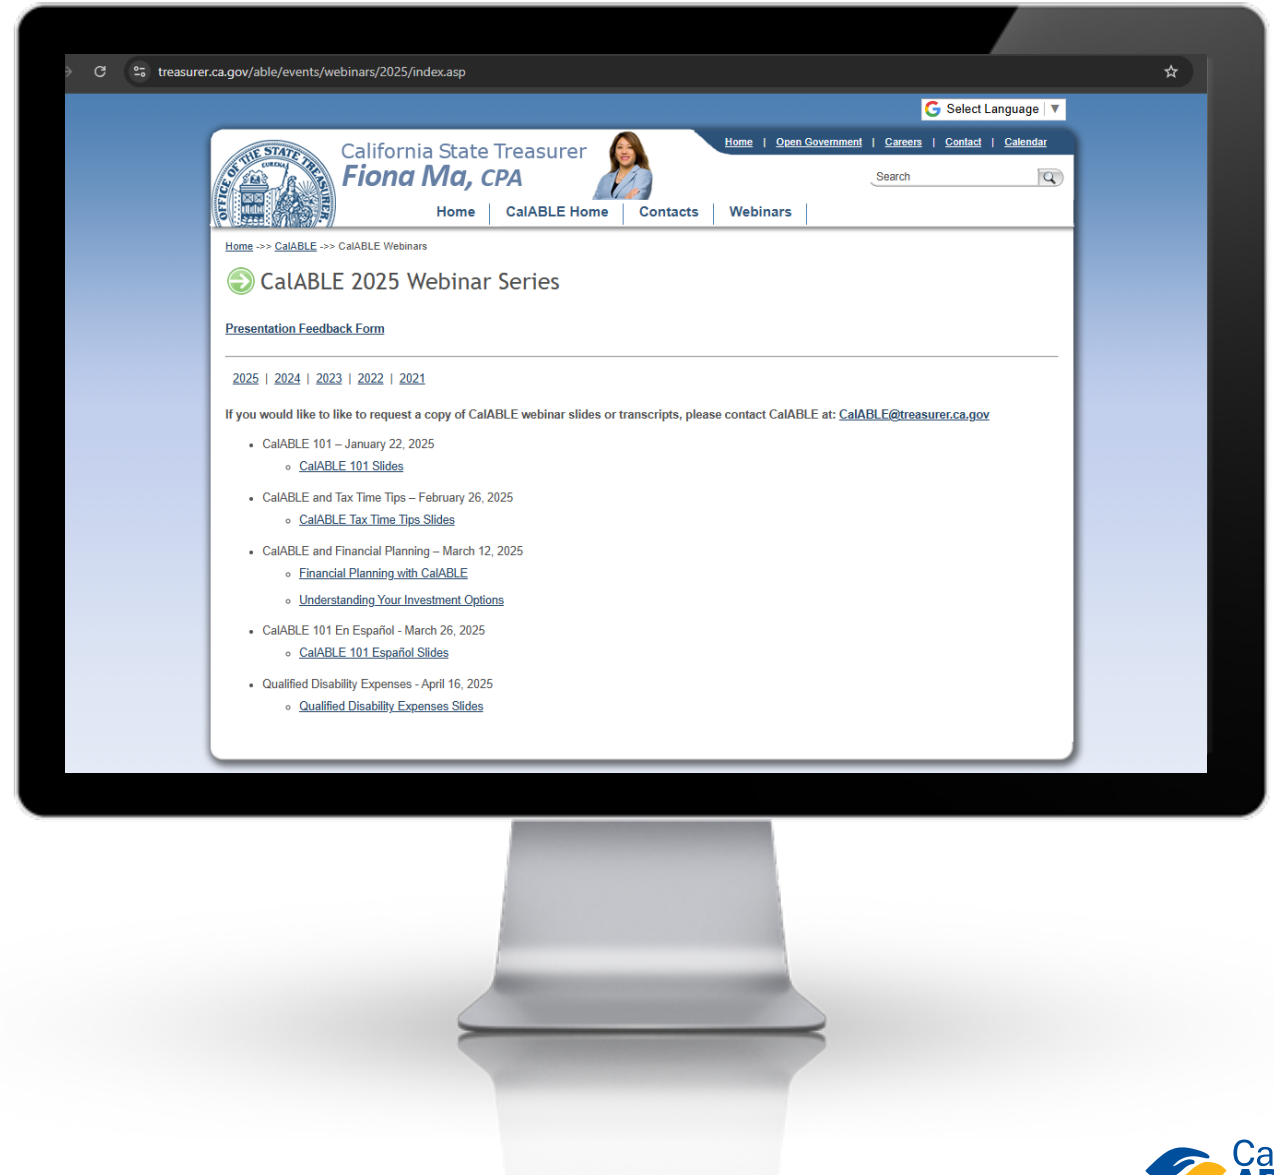 treasurer.ca.gov/able/events/webinars/2025/index.asp
Select Language ▼
OFFICE OF THE STATE TREASURER
EUREKA
California State Treasurer
Fiona Ma, CPA
Home | Open Government | Careers | Contact | Calendar
Search
Home | CalABLE Home | Contacts | Webinars
Home ->> CalABLE ->> CalABLE Webinars
CalABLE 2025 Webinar Series
Presentation Feedback Form
2025 | 2024 | 2023 | 2022 | 2021
If you would like to like to request a copy of CalABLE webinar slides or transcripts, please contact CalABLE at: CalABLE@treasurer.ca.gov
• CalABLE 101 – January 22, 2025
○ CalABLE 101 Slides
• CalABLE and Tax Time Tips – February 26, 2025
○ CalABLE Tax Time Tips Slides
• CalABLE and Financial Planning – March 12, 2025
○ Financial Planning with CalABLE
○ Understanding Your Investment Options
• CalABLE 101 En Español - March 26, 2025
○ CalABLE 101 Español Slides
• Qualified Disability Expenses - April 16, 2025
○ Qualified Disability Expenses Slides
Ca